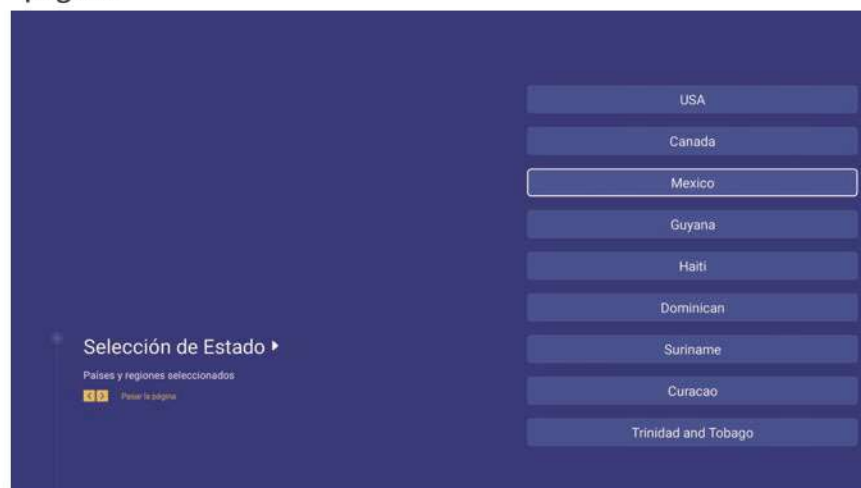 Selección de Estado
Países y regiones seleccionados
Pasar la página
USA
Canada
Mexico
Guyana
Haiti
Dominican
Suriname
Curacao
Trinidad and Tobago